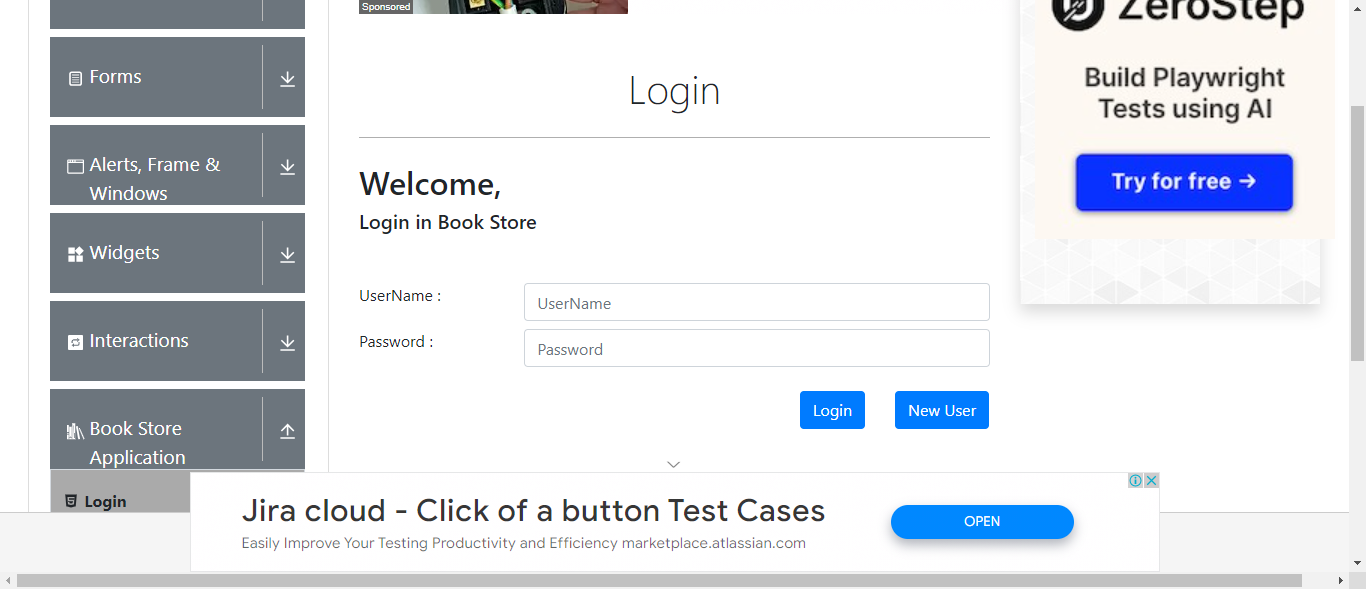 Sponsored
ZeroStep
Build Playwright
Tests using AI
Try for free →
Forms
Alerts, Frame &
Windows
Widgets
Interactions
Book Store
Application
Login
Login
Welcome,
Login in Book Store
UserName :
UserName
Password :
Password
Login
New User
Jira cloud - Click of a button Test Cases
Easily Improve Your Testing Productivity and Efficiency marketplace.atlassian.com
OPEN